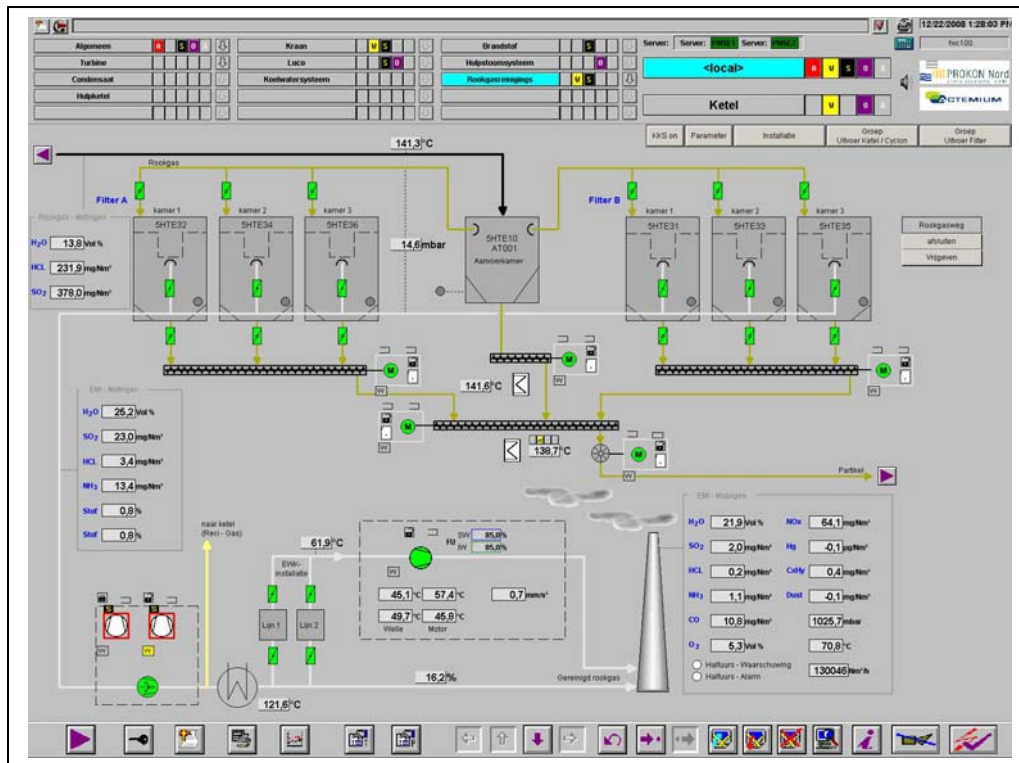 12/22/2008 1:28:03 PM
Algemeen
Kraan
Brandstof
Server:
Server:
Server:
hvc100
Turbine
Luco
Hulpstoomsysteem
<local>
Condensaat
Koelwatersysteem
Rookgasreinigings
Hulpketel
Ketel
PROKON Nord
ACTEMIUM
KKS on
Parameter
Installatie
Groep
Uitvoer Ketel / Cyclon
Groep
Uitvoer Filter
141,3 °C
Rookgas
Filter A
kamer 1
kamer 2
kamer 3
Filter B
kamer 1
kamer 2
kamer 3
5HTE32
5HTE34
5HTE36
5HTE10
AT001
Aanvoerkamer
5HTE31
5HTE33
5HTE35
Rookgas - Metingen
H2O 13,8 Vol %
HCL 231,9 mg/Nm³
SO2 378,0 mg/Nm³
14,6 mbar
Rookgasweg
afsluiten
Vrijgeven
M
M
M
141,6 °C
M
138,7 °C
M
Partikel
EMI - Metingen
H2O 25,2 Vol %
SO2 23,0 mg/Nm³
HCL 3,4 mg/Nm³
NH3 13,4 mg/Nm³
Stof 0,8 %
Stof 0,8 %
naar ketel
(Reci - Gas)
61,9 °C
EWK-
installatie
Lijn 1
Lijn 2
SW 85,0%
IW 85,0%
45,1 °C 57,4 °C 0,7 mm/s²
49,7 °C 45,8 °C
Welle Motor
16,2 %
Gereinigd rookgas
121,6 °C
EMI - Metingen
H2O 21,9 Vol % NOx 64,1 mg/Nm³
SO2 2,0 mg/Nm³ Hg -0,1 µg/Nm³
HCL 0,2 mg/Nm³ CxHy 0,4 mg/Nm³
NH3 1,1 mg/Nm³ Dust -0,1 mg/Nm³
CO 10,8 mg/Nm³ 1025,7 mbar
O2 5,3 Vol % 70,8 °C
Halfuurs - Waarschuwing
Halfuurs - Alarm
130046 Nm³/h